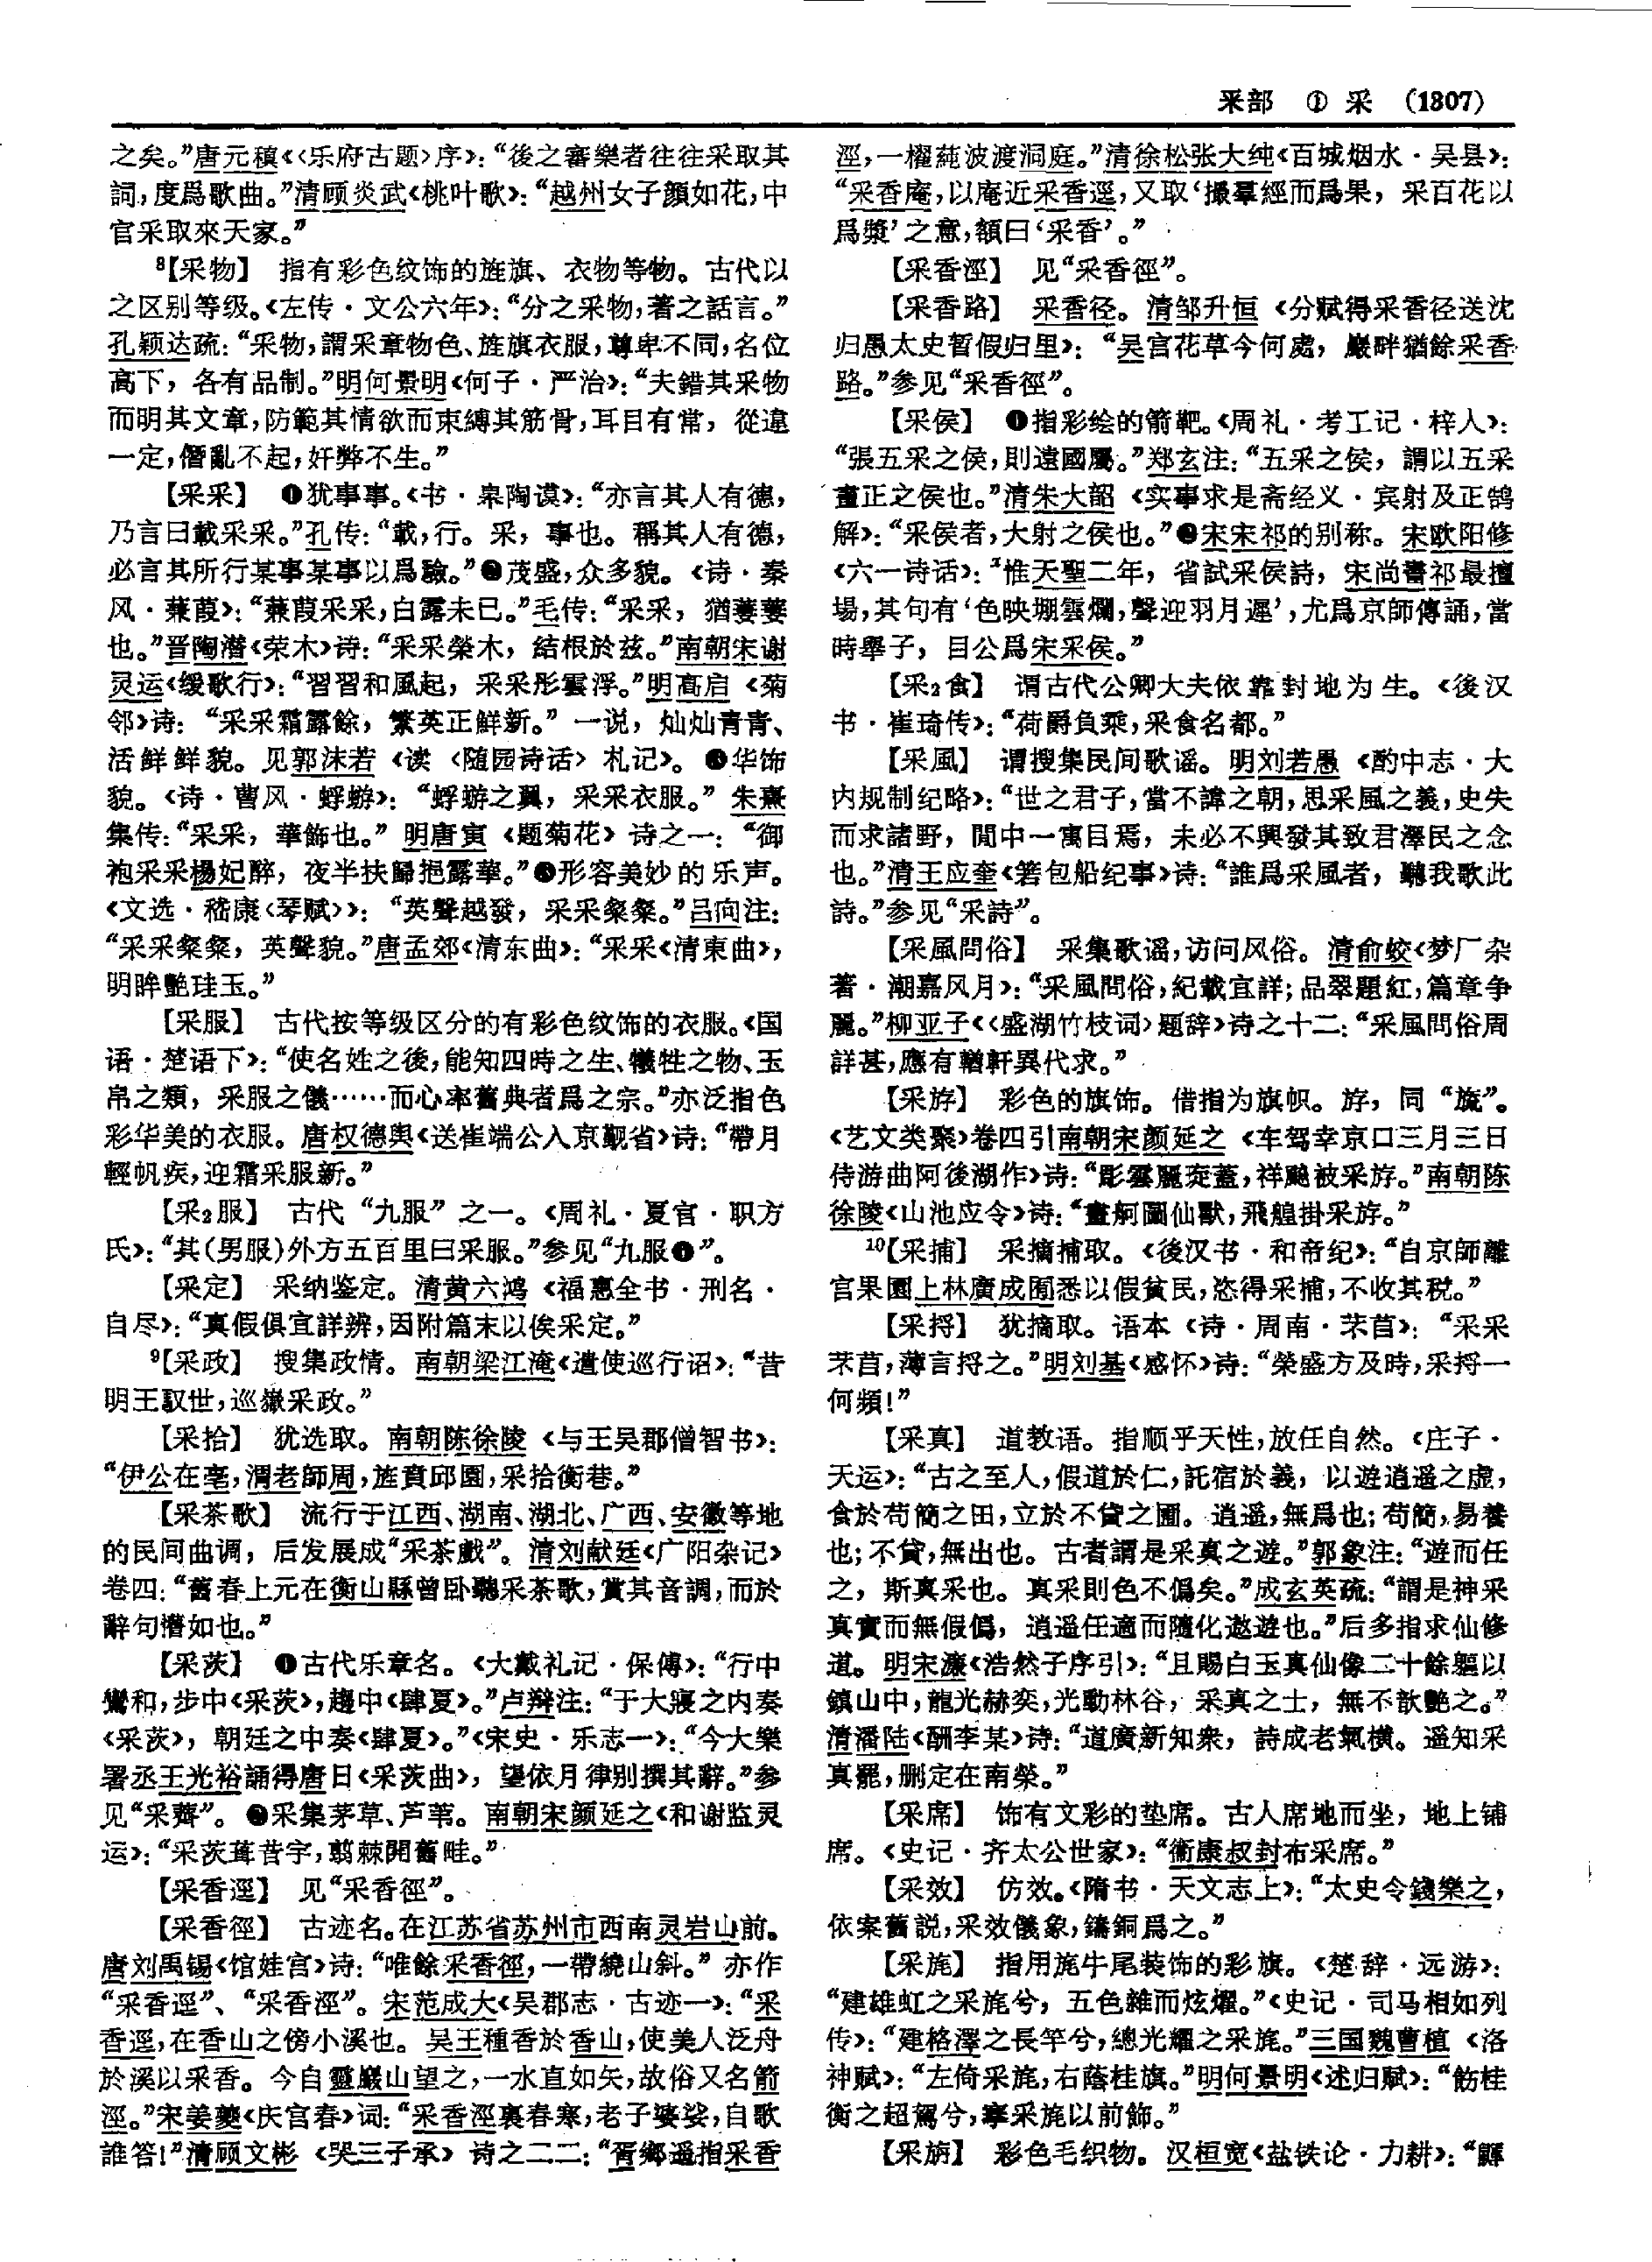 釆部　①　采　（1307）
之矣。”唐元稹《〈乐府古题〉序》：“後之審樂者往往采取其
詞，度爲歌曲。”清顾炎武《桃叶歌》：“越州女子顏如花，中
官采取來天家。”
⁸【采物】　指有彩色纹饰的旌旗、衣物等物。古代以
之区别等级。《左传·文公六年》：“分之采物，著之話言。”
孔颖达疏：“采物，謂采章物色、旌旗衣服，尊卑不同，名位
高下，各有品制。”明何景明《何子·严治》：“夫錯其采物
而明其文章，防範其情欲而束縛其筋骨，耳目有常，從違
一定，僭亂不起，奸弊不生。”
【采采】　❶犹事事。《书·皋陶谟》：“亦言其人有德，
乃言曰載采采。”孔传：“載，行。采，事也。稱其人有德，
必言其所行某事某事以爲驗。”❷茂盛，众多貌。《诗·秦
风·蒹葭》：“蒹葭采采，白露未已。”毛传：“采采，猶萋萋
也。”晋陶潜《荣木》诗：“采采榮木，結根於兹。”南朝宋谢
灵运《缓歌行》：“習習和風起，采采彤雲浮。”明高启《菊
邻》诗：“采采霜露餘，繁英正鮮新。”一说，灿灿青青、
活鲜鲜貌。见郭沫若《读〈随园诗话〉札记》。❸华饰
貌。《诗·曹风·蜉蝣》：“蜉蝣之翼，采采衣服。”朱熹
集传：“采采，華飾也。”明唐寅《题菊花》诗之一：“御
袍采采楊妃醉，夜半扶歸挹露華。”❹形容美妙的乐声。
《文选·嵇康〈琴赋〉》：“英聲越發，采采粲粲。”吕向注：
“采采粲粲，英聲貌。”唐孟郊《清东曲》：“采采《清東曲》，
明眸艷珪玉。”
【采服】　古代按等级区分的有彩色纹饰的衣服。《国
语·楚语下》：“使名姓之後，能知四時之生、犧牲之物、玉
帛之類，采服之儀……而心率舊典者爲之宗。”亦泛指色
彩华美的衣服。唐权德舆《送崔端公入京觐省》诗：“帶月
輕帆疾，迎霜采服新。”
【采₂服】　古代“九服”之一。《周礼·夏官·职方
氏》：“其（男服）外方五百里曰采服。”参见“九服❶”。
【采定】　采纳鉴定。清黄六鸿《福惠全书·刑名·
自尽》：“真假俱宜詳辨，因附篇末以俟采定。”
⁹【采政】　搜集政情。南朝梁江淹《遣使巡行诏》：“昔
明王馭世，巡嶽采政。”
【采拾】　犹选取。南朝陈徐陵《与王吴郡僧智书》：
“伊公在亳，渭老師周，旌賁邱園，采拾衡巷。”
【采茶歌】　流行于江西、湖南、湖北、广西、安徽等地
的民间曲调，后发展成“采茶戲”。清刘献廷《广阳杂记》
卷四：“舊春上元在衡山縣曾卧聽采茶歌，賞其音調，而於
辭句懵如也。”
【采茨】　❶古代乐章名。《大戴礼记·保傅》：“行中
鸞和，步中《采茨》，趨中《肆夏》。”卢辩注：“于大寢之内奏
《采茨》，朝廷之中奏《肆夏》。”《宋史·乐志一》：“今大樂
署丞王光裕誦得唐日《采茨曲》，望依月律别撰其辭。”参
见“采薺”。❷采集茅草、芦苇。南朝宋颜延之《和谢监灵
运》：“采茨葺昔宇，翦棘開舊畦。”
【采香逕】　见“采香徑”。
【采香徑】　古迹名。在江苏省苏州市西南灵岩山前。
唐刘禹锡《馆娃宫》诗：“唯餘采香徑，一帶繞山斜。”亦作
“采香逕”、“采香涇”。宋范成大《吴郡志·古迹一》：“采
香逕，在香山之傍小溪也。吴王種香於香山，使美人泛舟
於溪以采香。今自靈巖山望之，一水直如矢，故俗又名箭
涇。”宋姜夔《庆宫春》词：“采香涇裏春寒，老子婆娑，自歌
誰答！”清顾文彬《哭三子承》诗之二二：“胥鄉遥指采香
涇，一櫂蒓波渡洞庭。”清徐松张大纯《百城烟水·吴县》：
“采香庵，以庵近采香逕，又取‘撮羣經而爲果，采百花以
爲漿’之意，額曰‘采香’。”
【采香涇】　见“采香徑”。
【采香路】　采香径。清邹升恒《分赋得采香径送沈
归愚太史暂假归里》：“吴宫花草今何處，巖畔猶餘采香
路。”参见“采香徑”。
【采侯】　❶指彩绘的箭靶。《周礼·考工记·梓人》：
“張五采之侯，則遠國屬。”郑玄注：“五采之侯，謂以五采
畫正之侯也。”清朱大韶《实事求是斋经义·宾射及正鹄
解》：“采侯者，大射之侯也。”❷宋宋祁的别称。宋欧阳修
《六一诗话》：“惟天聖二年，省試采侯詩，宋尚書祁最擅
場，其句有‘色映堋雲爛，聲迎羽月遲’，尤爲京師傳誦，當
時舉子，目公爲宋采侯。”
【采₂食】　谓古代公卿大夫依靠封地为生。《後汉
书·崔琦传》：“荷爵負乘，采食名都。”
【采風】　谓搜集民间歌谣。明刘若愚《酌中志·大
内规制纪略》：“世之君子，當不諱之朝，思采風之義，史失
而求諸野，閒中一寓目焉，未必不興發其致君澤民之念
也。”清王应奎《箬包船纪事》诗：“誰爲采風者，聽我歌此
詩。”参见“采詩”。
【采風問俗】　采集歌谣，访问风俗。清俞蛟《梦厂杂
著·潮嘉风月》：“采風問俗，紀載宜詳；品翠題紅，篇章争
麗。”柳亚子《〈盛湖竹枝词〉题辞》诗之十二：“采風問俗周
詳甚，應有輶軒異代求。”
【采斿】　彩色的旗饰。借指为旗帜。斿，同“旒”。
《艺文类聚》卷四引南朝宋颜延之《车驾幸京口三月三日
侍游曲阿後湖作》诗：“彫雲麗琁蓋，祥飈被采斿。”南朝陈
徐陵《山池应令》诗：“畫舸圖仙獸，飛艎掛采斿。”
¹⁰【采捕】　采摘捕取。《後汉书·和帝纪》：“自京師離
宫果園上林廣成囿悉以假貧民，恣得采捕，不收其税。”
【采捋】　犹摘取。语本《诗·周南·芣苢》：“采采
芣苢，薄言捋之。”明刘基《感怀》诗：“榮盛方及時，采捋一
何頻！”
【采真】　道教语。指顺乎天性，放任自然。《庄子·
天运》：“古之至人，假道於仁，託宿於義，以遊逍遥之虚，
食於苟簡之田，立於不貸之圃。逍遥，無爲也；苟簡，易養
也；不貸，無出也。古者謂是采真之遊。”郭象注：“遊而任
之，斯真采也。真采則色不僞矣。”成玄英疏：“謂是神采
真實而無假僞，逍遥任適而隨化遨遊也。”后多指求仙修
道。明宋濂《浩然子序引》：“且賜白玉真仙像二十餘軀以
鎮山中，龍光赫奕，光動林谷，采真之士，無不歆艷之。”
清潘陆《酬李某》诗：“道廣新知衆，詩成老氣横。遥知采
真罷，删定在南榮。”
【采席】　饰有文彩的垫席。古人席地而坐，地上铺
席。《史记·齐太公世家》：“衞康叔封布采席。”
【采效】　仿效。《隋书·天文志上》：“太史令錢樂之，
依案舊説，采效儀象，鑄銅爲之。”
【采旄】　指用旄牛尾装饰的彩旗。《楚辞·远游》：
“建雄虹之采旄兮，五色雜而炫燿。”《史记·司马相如列
传》：“建格澤之長竿兮，總光耀之采旄。”三国魏曹植《洛
神赋》：“左倚采旄，右蔭桂旗。”明何景明《述归赋》：“飭桂
衡之超駕兮，搴采旄以前飾。”
【采旃】　彩色毛织物。汉桓宽《盐铁论·力耕》：“鼲